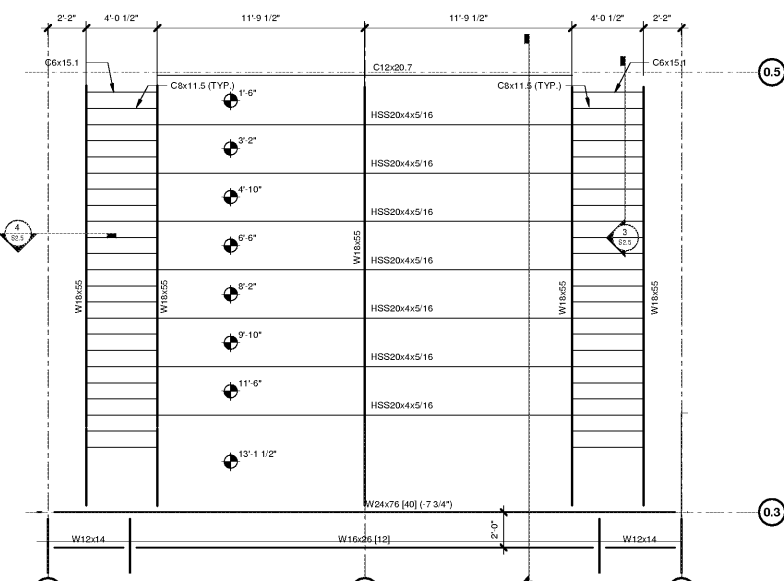 2'-2" 4'-0 1/2" 11'-9 1/2" 11'-9 1/2" 4'-0 1/2" 2'-2"
C6x15.1 C12x20.7 C6x15.1
0.5
C8x11.5 (TYP.) C8x11.5 (TYP.)
1'-6"
HSS20x4x5/16
3'-2"
HSS20x4x5/16
4'-10"
HSS20x4x5/16
4
S2.5
3
S2.5
6'-6"
W18x55
HSS20x4x5/16
8'-2"
W18x55 W18x55 W18x55 W18x55
HSS20x4x5/16
9'-10"
HSS20x4x5/16
11'-6"
HSS20x4x5/16
13'-1 1/2"
W24x76 [40] (-7 3/4")
0.3
2'-0"
W12x14 W16x26 [12] W12x14